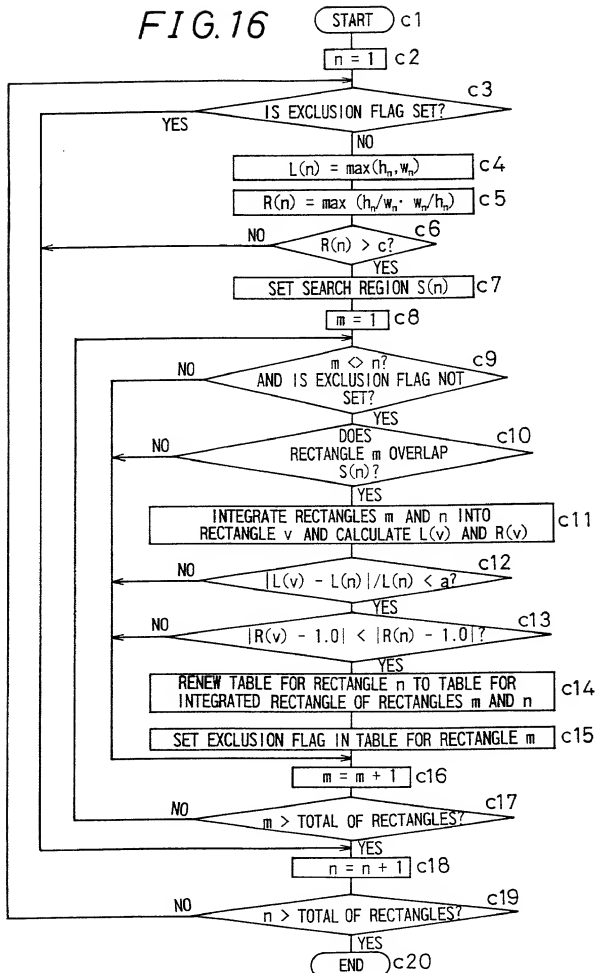 FIG.16
START c1
n = 1 c2
c3
IS EXCLUSION FLAG SET?
YES
NO
L(n) = max(hn,wn) c4
R(n) = max (hn/wn· wn/hn) c5
c6
NO
R(n) > c?
YES
SET SEARCH REGION S(n) c7
m = 1 c8
c9
NO
m <> n?
AND IS EXCLUSION FLAG NOT
SET?
YES
c10
NO
DOES
RECTANGLE m OVERLAP
S(n)?
YES
INTEGRATE RECTANGLES m AND n INTO
RECTANGLE v AND CALCULATE L(v) AND R(v)
c11
c12
NO
|L(v) - L(n)|/L(n) < a?
YES
c13
NO
|R(v) - 1.0| < |R(n) - 1.0|?
YES
RENEW TABLE FOR RECTANGLE n TO TABLE FOR
INTEGRATED RECTANGLE OF RECTANGLES m AND n
c14
SET EXCLUSION FLAG IN TABLE FOR RECTANGLE m c15
m = m + 1 c16
c17
NO
m > TOTAL OF RECTANGLES?
YES
n = n + 1 c18
c19
NO
n > TOTAL OF RECTANGLES?
YES
END c20